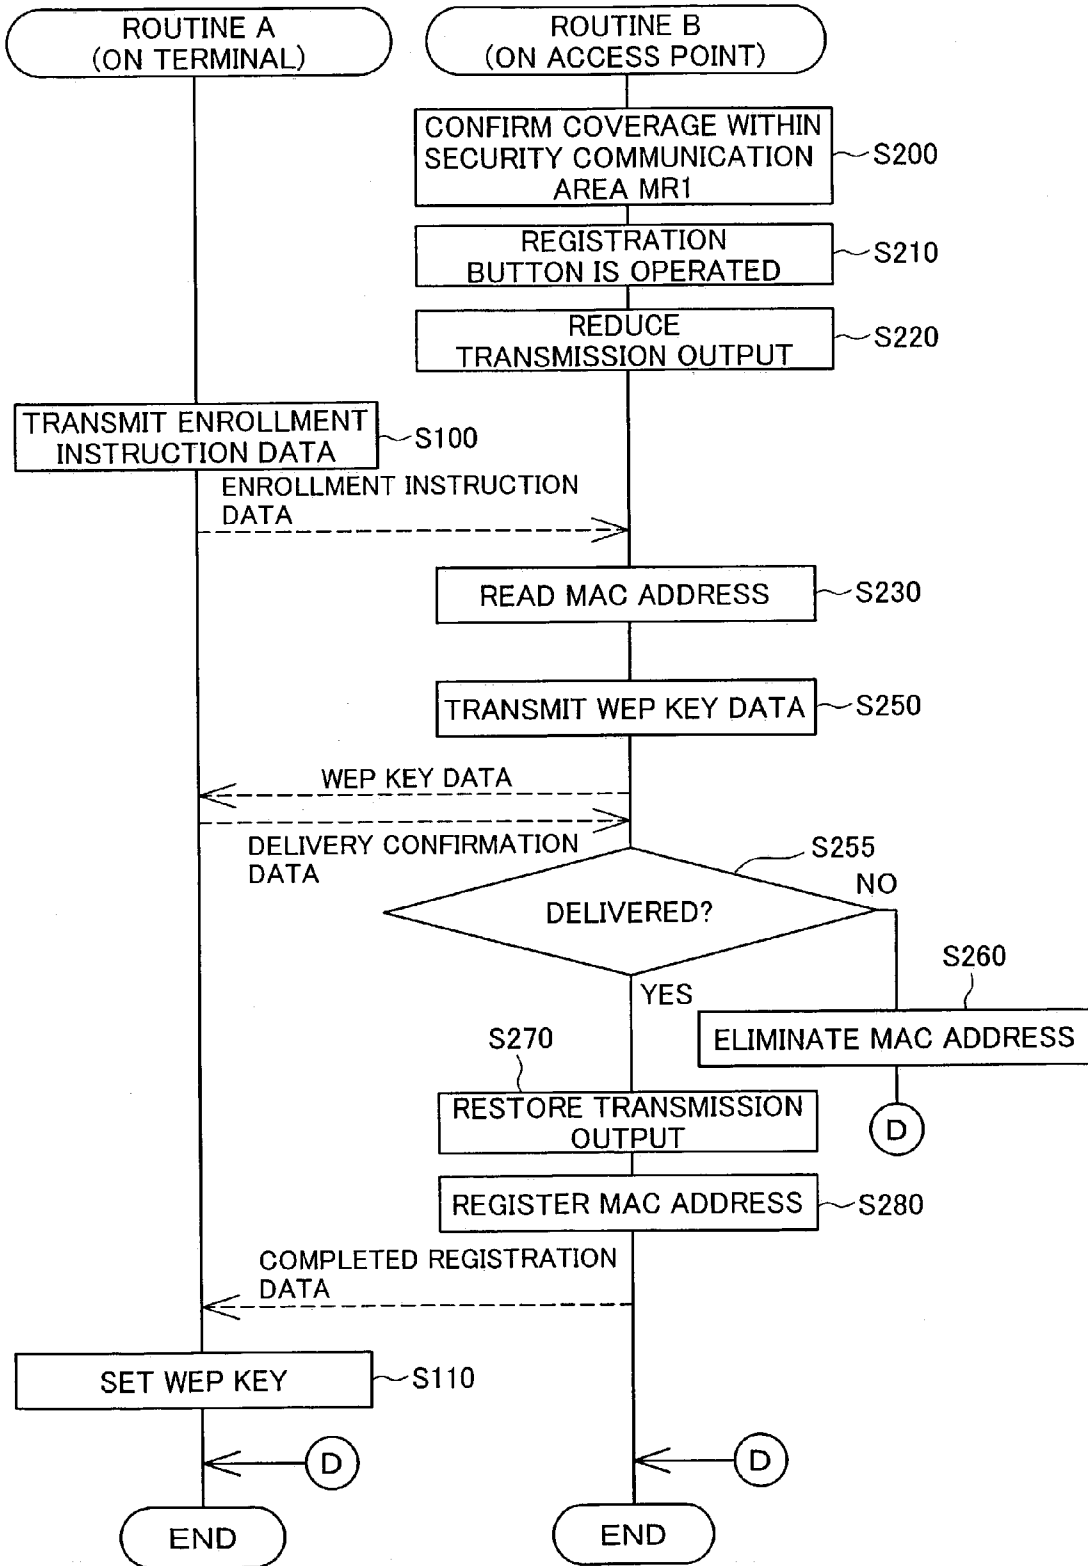 ROUTINE A
(ON TERMINAL)
ROUTINE B
(ON ACCESS POINT)
CONFIRM COVERAGE WITHIN
SECURITY COMMUNICATION
AREA MR1
S200
REGISTRATION
BUTTON IS OPERATED
S210
REDUCE
TRANSMISSION OUTPUT
S220
TRANSMIT ENROLLMENT
INSTRUCTION DATA
S100
ENROLLMENT INSTRUCTION
DATA
READ MAC ADDRESS
S230
TRANSMIT WEP KEY DATA
S250
WEP KEY DATA
DELIVERY CONFIRMATION
DATA
S255
DELIVERED?
NO
YES
S260
ELIMINATE MAC ADDRESS
D
S270
RESTORE TRANSMISSION
OUTPUT
REGISTER MAC ADDRESS
S280
COMPLETED REGISTRATION
DATA
SET WEP KEY
S110
D
D
END
END